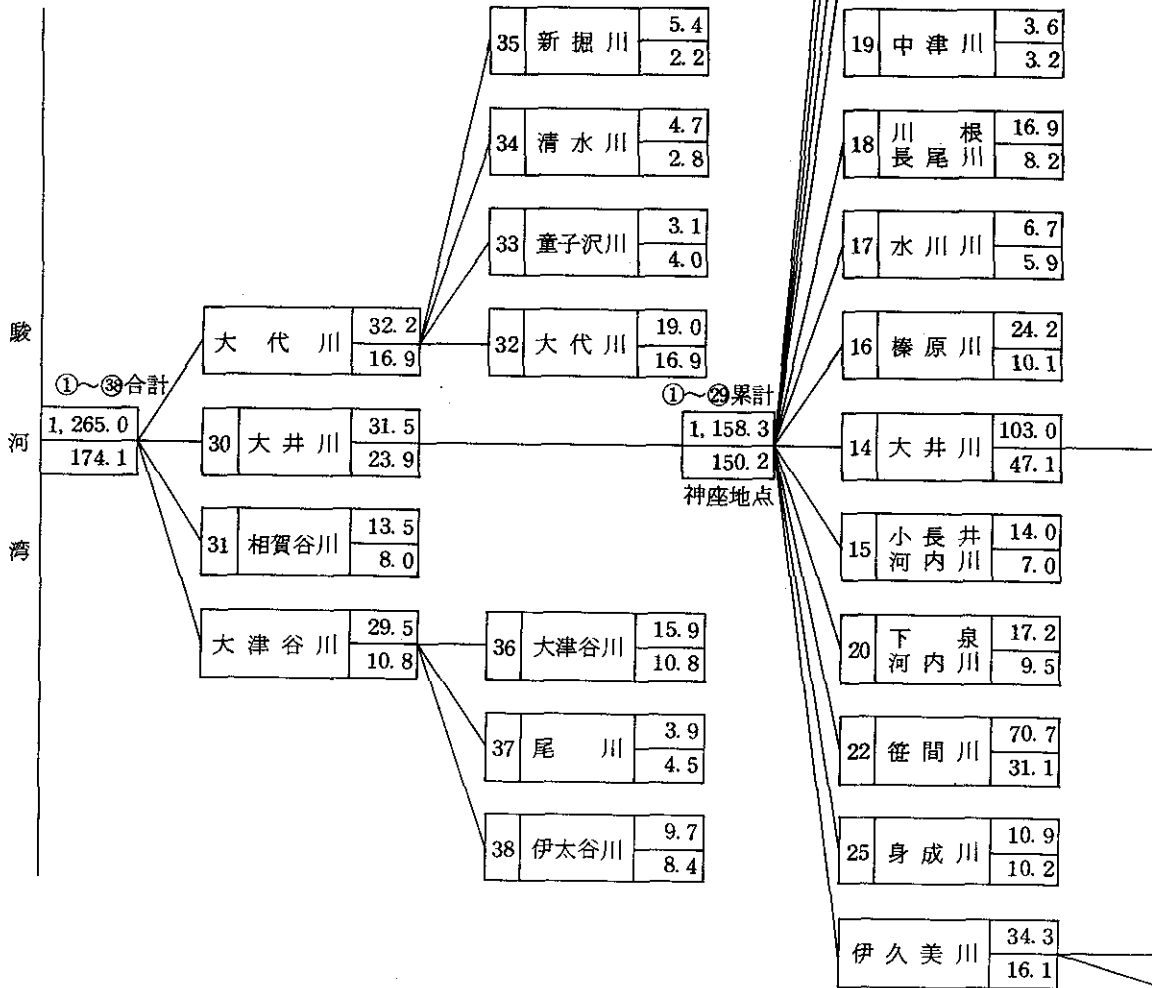 駿河湾
①~㊳合計
1,265.0
174.1
大代川
32.2
16.9
30 大井川
31.5
23.9
31 相賀谷川
13.5
8.0
大津谷川
29.5
10.8
35 新掘川
5.4
2.2
34 清水川
4.7
2.8
33 童子沢川
3.1
4.0
32 大代川
19.0
16.9
36 大津谷川
15.9
10.8
37 尾川
3.9
4.5
38 伊太谷川
9.7
8.4
①~㉙累計
1,158.3
150.2
神座地点
19 中津川
3.6
3.2
18 川根
長尾川
16.9
8.2
17 水川川
6.7
5.9
16 榛原川
24.2
10.1
14 大井川
103.0
47.1
15 小長井
河内川
14.0
7.0
20 下泉
河内川
17.2
9.5
22 笹間川
70.7
31.1
25 身成川
10.9
10.2
伊久美川
34.3
16.1